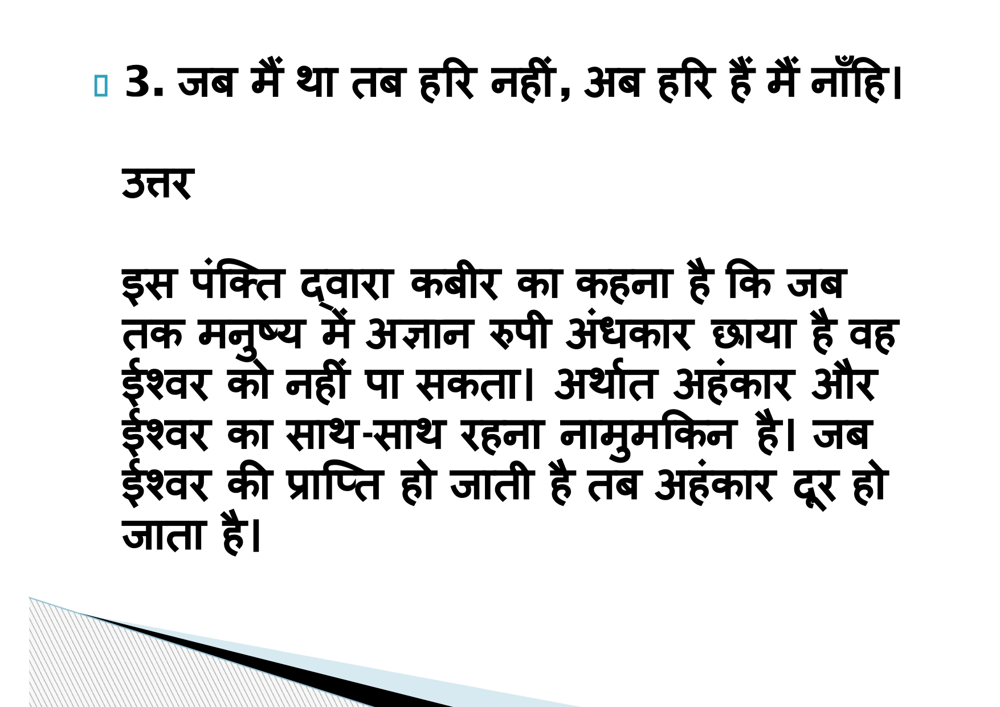 3. जब मैं था तब हरि नहीं, अब हरि हैं मैं नाँहि।
उत्तर
इस पंक्ति द्वारा कबीर का कहना है कि जब
तक मनुष्य में अज्ञान रुपी अंधकार छाया है वह
ईश्वर को नहीं पा सकता। अर्थात अहंकार और
ईश्वर का साथ-साथ रहना नामुमकिन है। जब
ईश्वर की प्राप्ति हो जाती है तब अहंकार दूर हो
जाता है।